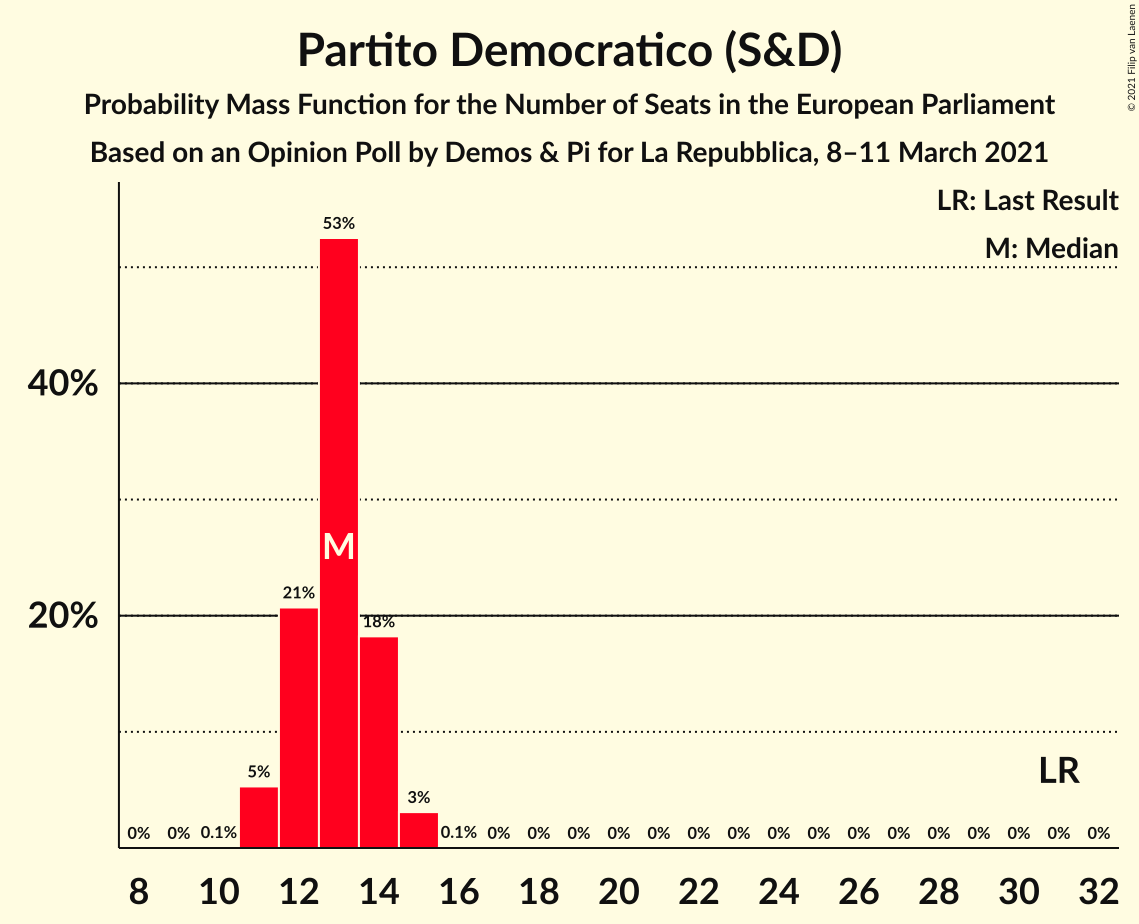 Partito Democratico (S&D)
Probability Mass Function for the Number of Seats in the European Parliament
Based on an Opinion Poll by Demos & Pi for La Repubblica, 8–11 March 2021
© 2021 Filip van Laenen
LR: Last Result
M: Median
53%
40%
M
21%
20%
18%
LR
5%
3%
0% 0% 0.1% 0.1% 0% 0% 0% 0% 0% 0% 0% 0% 0% 0% 0% 0% 0% 0% 0% 0%
8 10 12 14 16 18 20 22 24 26 28 30 32